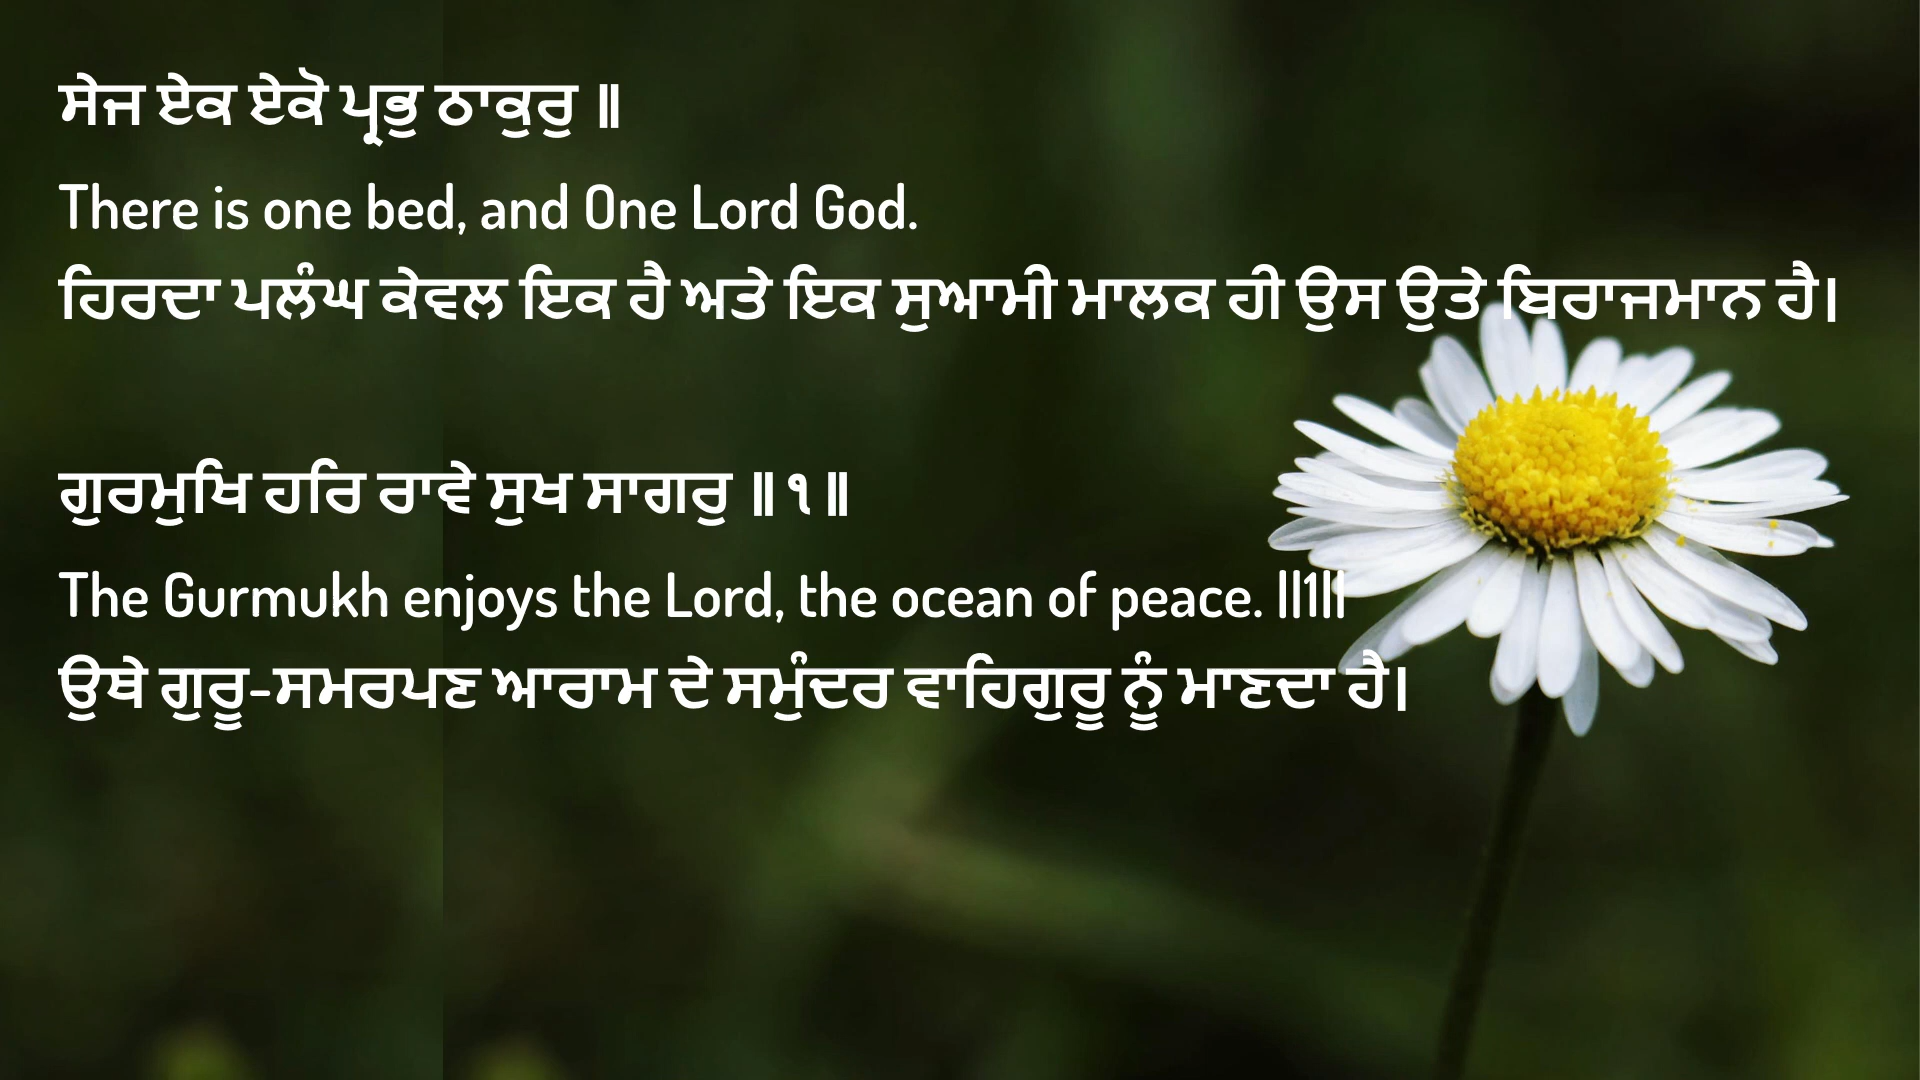 ਸੇਜ ਏਕ ਏਕੋ ਪ੍ਰਭੁ ਠਾਕੁਰੁ ॥
There is one bed, and One Lord God.
ਹਿਰਦਾ ਪਲੰਘ ਕੇਵਲ ਇਕ ਹੈ ਅਤੇ ਇਕ ਸੁਆਮੀ ਮਾਲਕ ਹੀ ਉਸ ਉਤੇ ਬਿਰਾਜਮਾਨ ਹੈ।
ਗੁਰਮੁਖਿ ਹਰਿ ਰਾਵੇ ਸੁਖ ਸਾਗਰੁ ॥੧॥
The Gurmukh enjoys the Lord, the ocean of peace. ||1||
ਉਥੇ ਗੁਰੂ-ਸਮਰਪਣ ਆਰਾਮ ਦੇ ਸਮੁੰਦਰ ਵਾਹਿਗੁਰੂ ਨੂੰ ਮਾਣਦਾ ਹੈ।